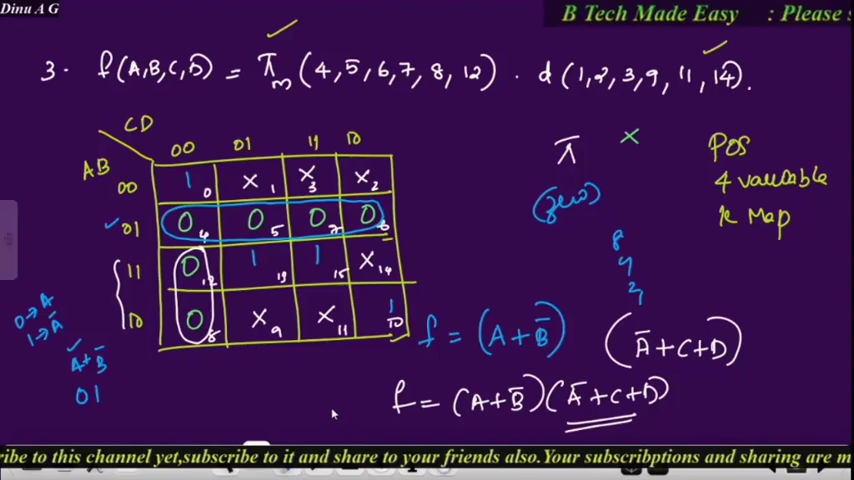 Dinu A G
B Tech Made Easy : Please s
3. f(A,B,C,D) = π m (4,5,6,7,8,12) . d(1,2,3,9,11,14).
CD
AB
00 01 11 10
00 1 0 X 1 X 3 X 2
01 0 4 0 5 0 7 0 6
11 0 12 1 13 1 15 X 14
10 0 8 X 9 X 11 1 10
π X
(zero)
POS
4 variable
K Map
8
4
2
0→A
1→A̅
A+B̅
01
f = (A+B̅)
(A̅+C+D)
f = (A+B̅)(A̅+C+D)
ribe to this channel yet,subscribe to it and share to your friends also.Your subscribptions and sharing are m